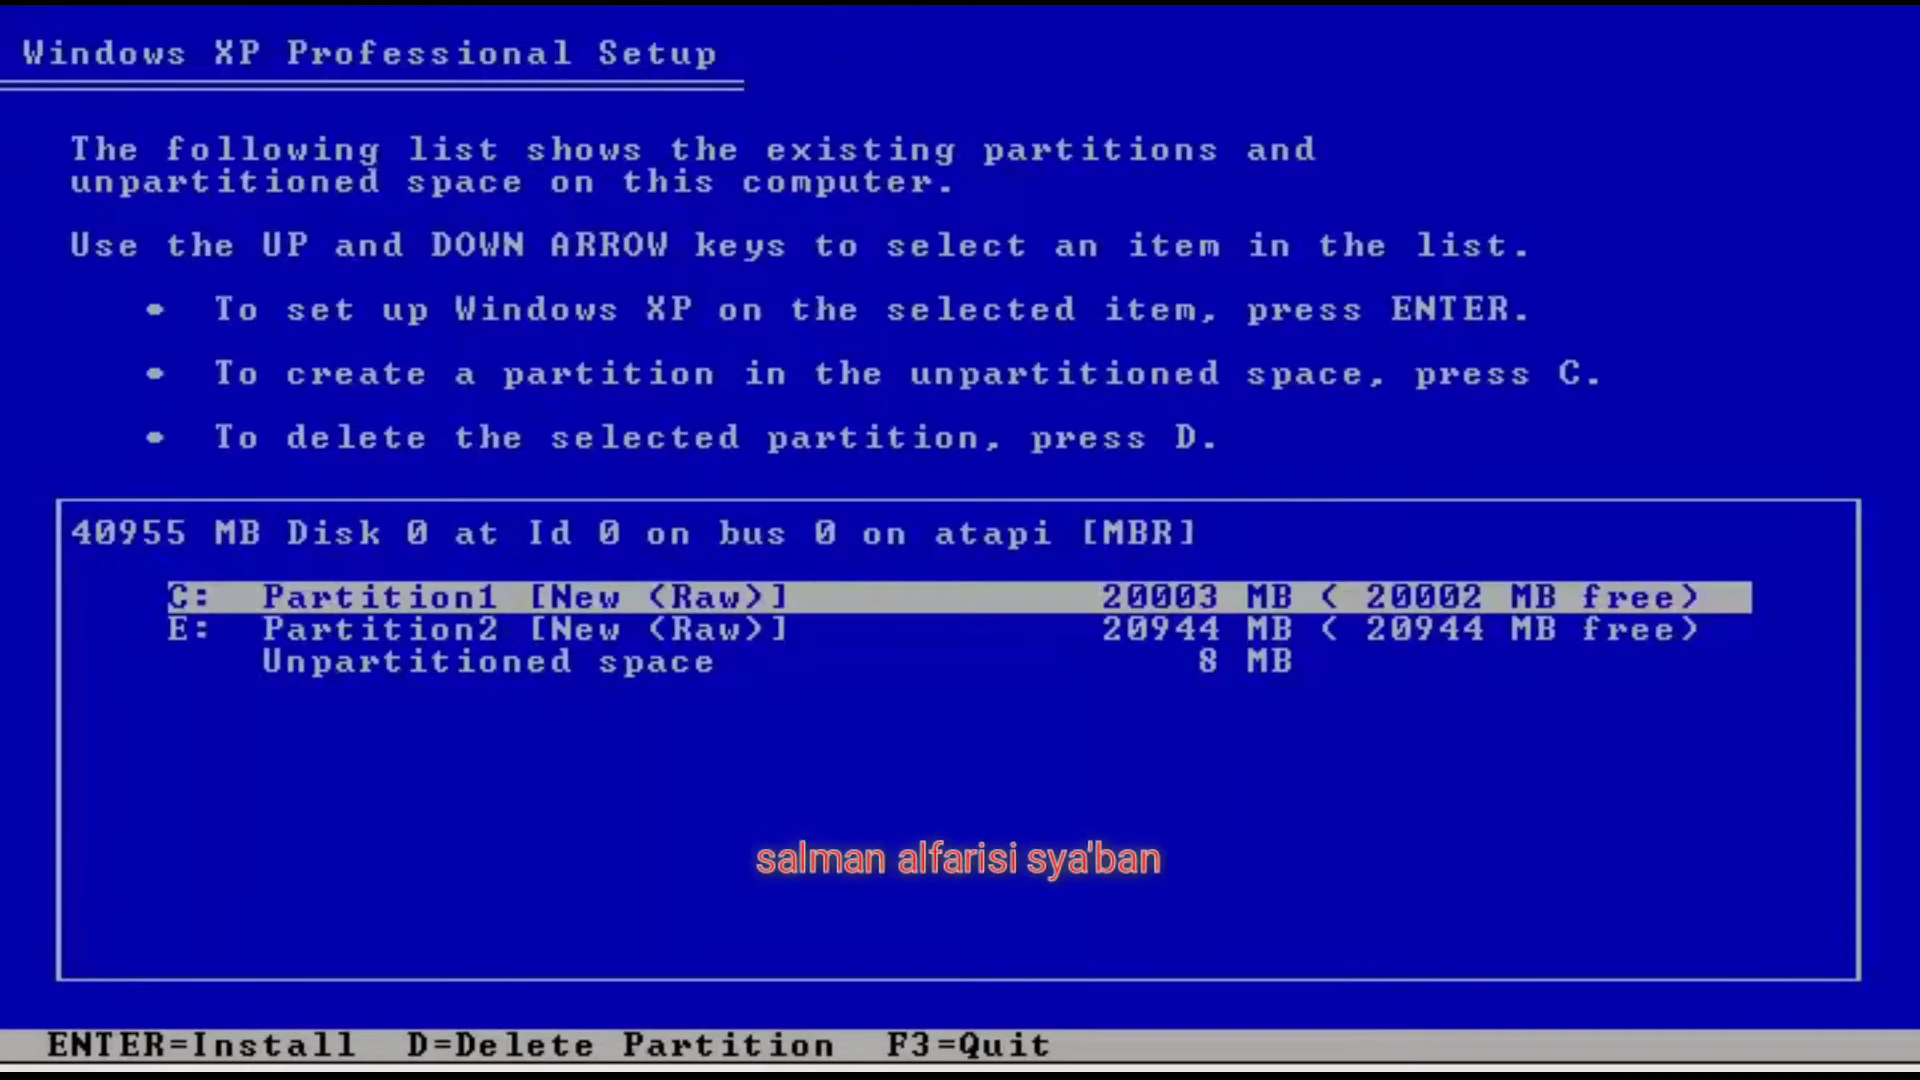 Windows XP Professional Setup
The following list shows the existing partitions and
unpartitioned space on this computer.
Use the UP and DOWN ARROW keys to select an item in the list.
• To set up Windows XP on the selected item, press ENTER.
• To create a partition in the unpartitioned space, press C.
• To delete the selected partition, press D.
40955 MB Disk 0 at Id 0 on bus 0 on atapi [MBR]
C: Partition1 [New (Raw)] 20003 MB ( 20002 MB free)
E: Partition2 [New (Raw)] 20944 MB ( 20944 MB free)
Unpartitioned space 8 MB
salman alfarisi sya'ban
ENTER=Install D=Delete Partition F3=Quit